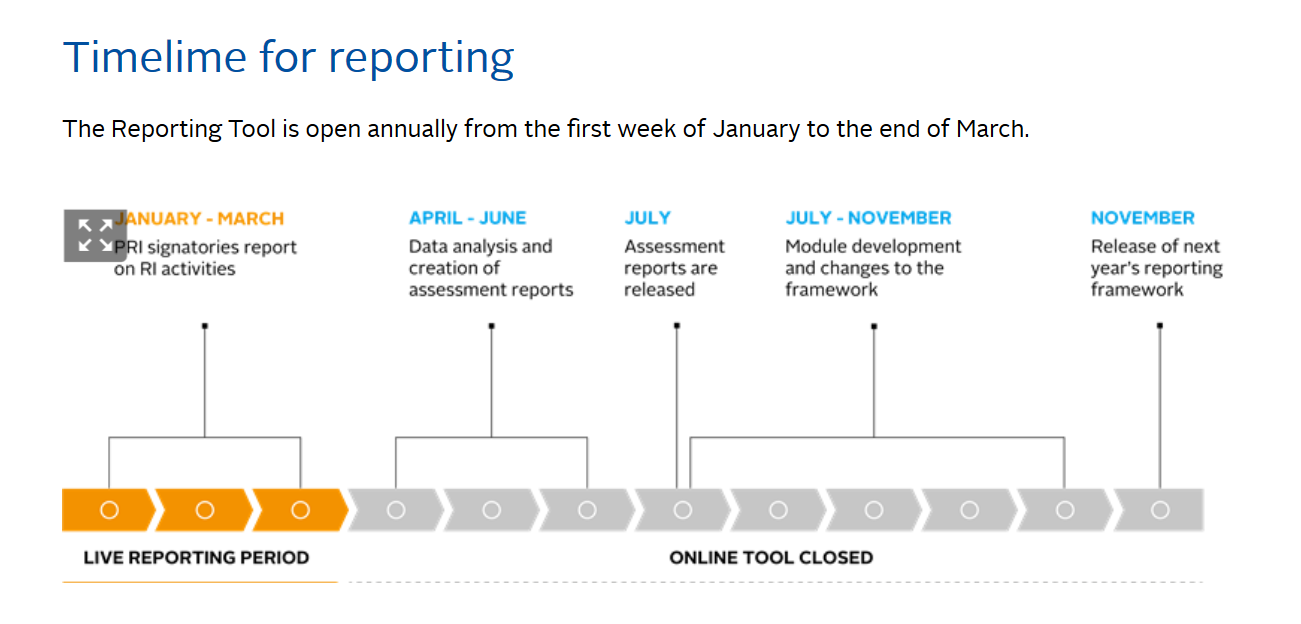 Timelime for reporting
The Reporting Tool is open annually from the first week of January to the end of March.
JANUARY - MARCH
PRI signatories report
on RI activities
APRIL - JUNE
Data analysis and
creation of
assessment reports
JULY
Assessment
reports are
released
JULY - NOVEMBER
Module development
and changes to the
framework
NOVEMBER
Release of next
year's reporting
framework
LIVE REPORTING PERIOD
ONLINE TOOL CLOSED